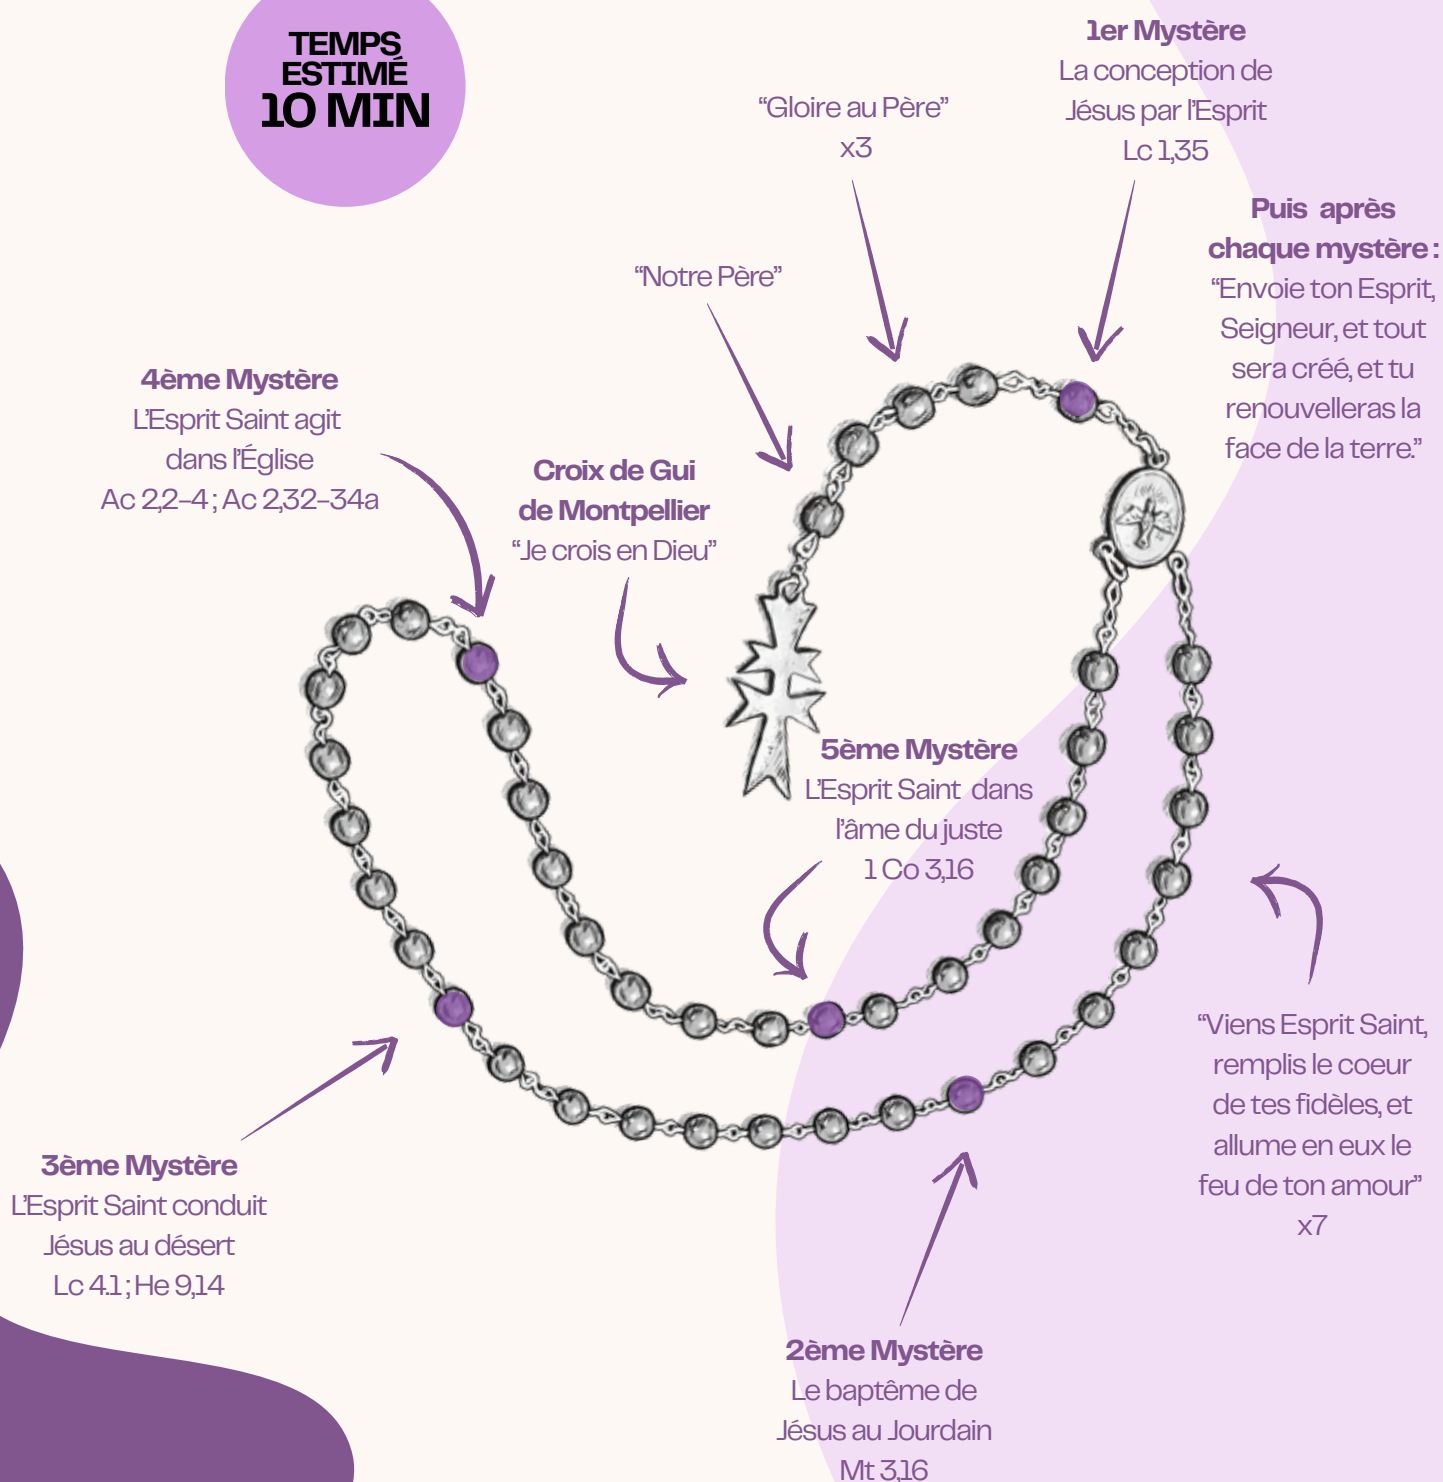 TEMPS
ESTIMÉ
10 MIN
1er Mystère
La conception de
Jésus par l’Esprit
Lc 1,35
“Gloire au Père”
x3
Puis après
chaque mystère :
“Envoie ton Esprit,
Seigneur, et tout
sera créé, et tu
renouvelleras la
face de la terre.”
“Notre Père”
4ème Mystère
L’Esprit Saint agit
dans l’Église
Ac 2,2–4 ; Ac 2,32–34a
Croix de Gui
de Montpellier
“Je crois en Dieu”
5ème Mystère
L’Esprit Saint dans
l’âme du juste
1 Co 3,16
“Viens Esprit Saint,
remplis le coeur
de tes fidèles, et
allume en eux le
feu de ton amour”
x7
3ème Mystère
L’Esprit Saint conduit
Jésus au désert
Lc 4.1 ; He 9,14
2ème Mystère
Le baptême de
Jésus au Jourdain
Mt 3,16